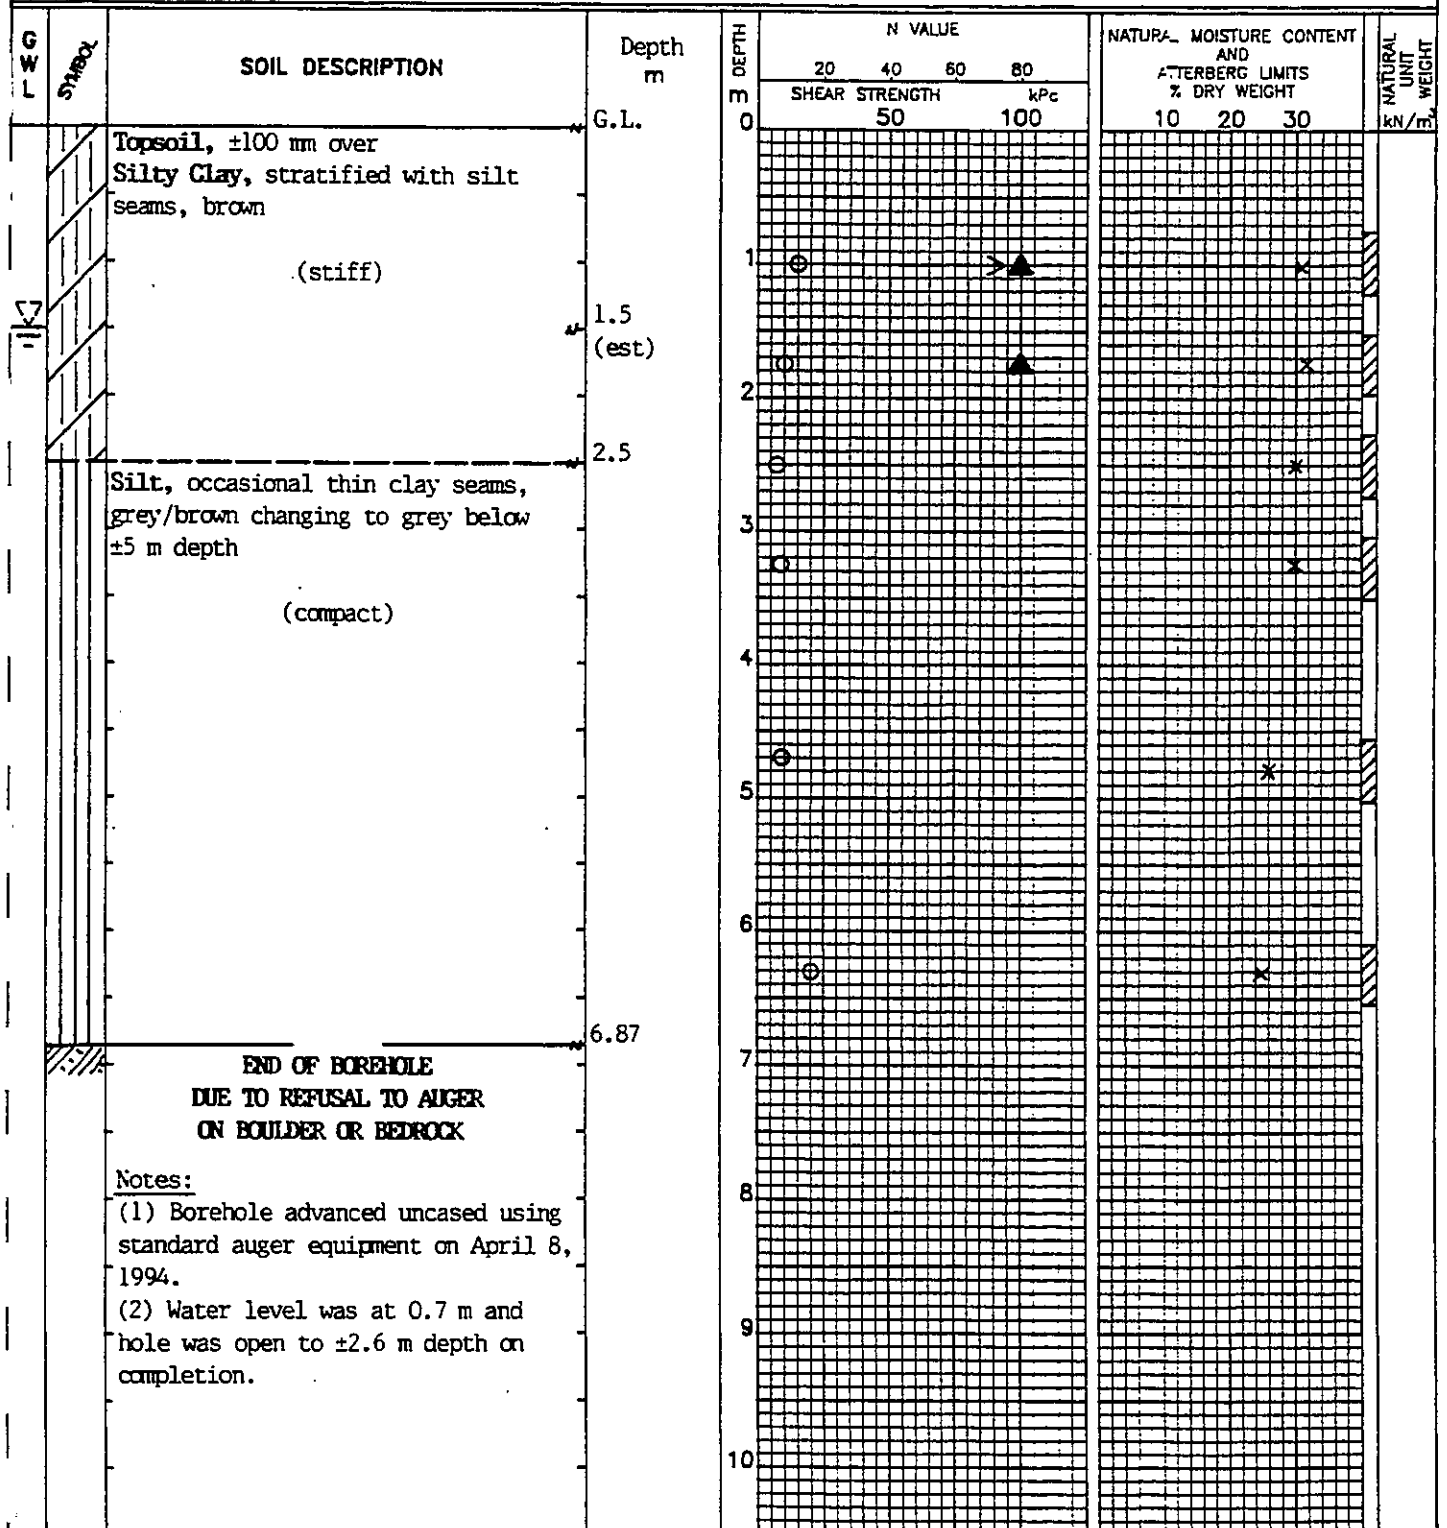 GWL
SYMBOL
SOIL DESCRIPTION
Depth
m
DEPTH
m
N VALUE
20 40 60 80
SHEAR STRENGTH kPc
50 100
NATURAL MOISTURE CONTENT
AND
ATTERBERG LIMITS
% DRY WEIGHT
10 20 30
NATURAL
UNIT
WEIGHT
kN/m³
G.L.
0
Topsoil, ±100 mm over
Silty Clay, stratified with silt
seams, brown
(stiff)
1
1.5
(est)
2
2.5
Silt, occasional thin clay seams,
grey/brown changing to grey below
±5 m depth
(compact)
3
4
5
6
6.87
7
END OF BOREHOLE
DUE TO REFUSAL TO AUGER
ON BOULDER OR BEDROCK
Notes:
(1) Borehole advanced uncased using
standard auger equipment on April 8,
1994.
(2) Water level was at 0.7 m and
hole was open to ±2.6 m depth on
completion.
8
9
10